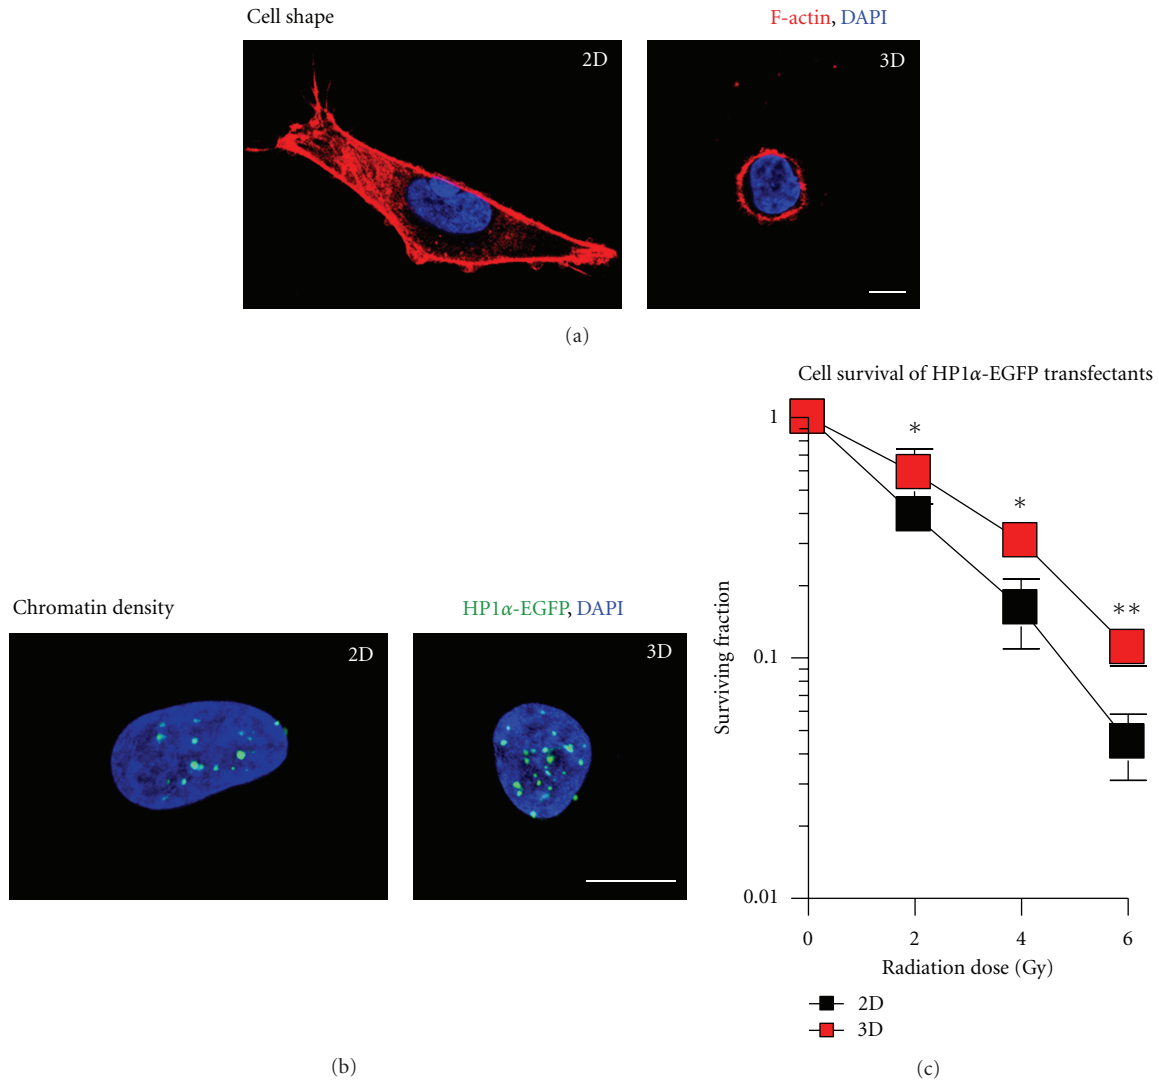 Cell shape
F-actin, DAPI
2D
3D
(a)
Cell survival of HP1α-EGFP transfectants
1
*
*
**
0.1
0.01
Surviving fraction
0 2 4 6
Radiation dose (Gy)
2D
3D
(c)
Chromatin density
HP1α-EGFP, DAPI
2D
3D
(b)